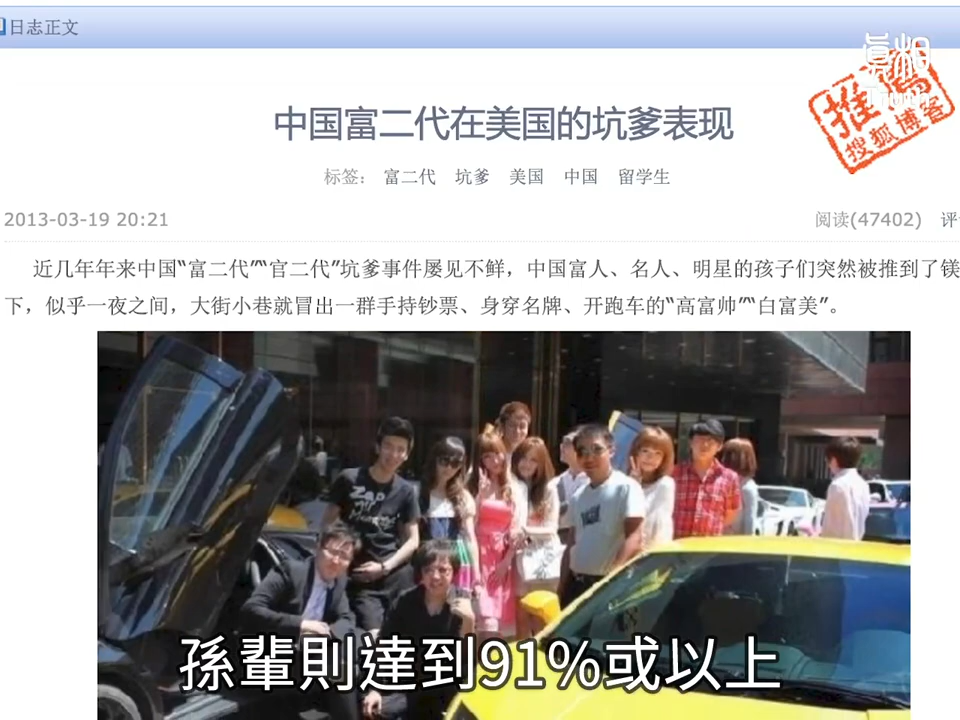 日志正文
真相
Truth
推荐
搜狐博客
中国富二代在美国的坑爹表现
标签： 富二代 坑爹 美国 中国 留学生
2013-03-19 20:21
阅读(47402) 评
近几年年来中国“富二代”“官二代”坑爹事件屡见不鲜，中国富人、名人、明星的孩子们突然被推到了镁
下，似乎一夜之间，大街小巷就冒出一群手持钞票、身穿名牌、开跑车的“高富帅”“白富美”。
孫輩則達到91%或以上